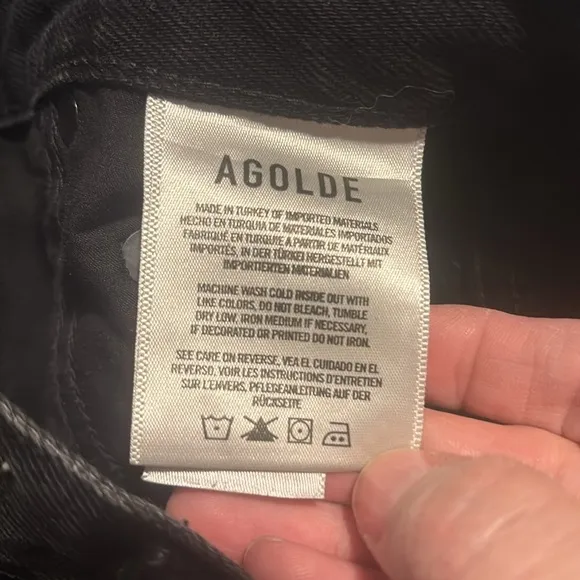 AGOLDE
MADE IN TURKEY OF IMPORTED MATERIALS
HECHO EN TURQUIA DE MATERIALES IMPORTADOS
FABRIQUÉ EN TURQUIE A PARTIR DE MATÉRIAUX
IMPORTÉS, IN DER TÜRKEI HERGESTELLT MIT
IMPORTIERTEN MATERIALIEN
MACHINE WASH COLD INSIDE OUT WITH
LIKE COLORS, DO NOT BLEACH, TUMBLE
DRY LOW, IRON MEDIUM IF NECESSARY,
IF DECORATED OR PRINTED DO NOT IRON.
SEE CARE ON REVERSE, VEA EL CUIDADO EN EL
REVERSO, VOIR LES INSTRUCTIONS D'ENTRETIEN
SUR L'ENVERS, PFLEGEANLEITUNG AUF DER
RÜCKSEITE